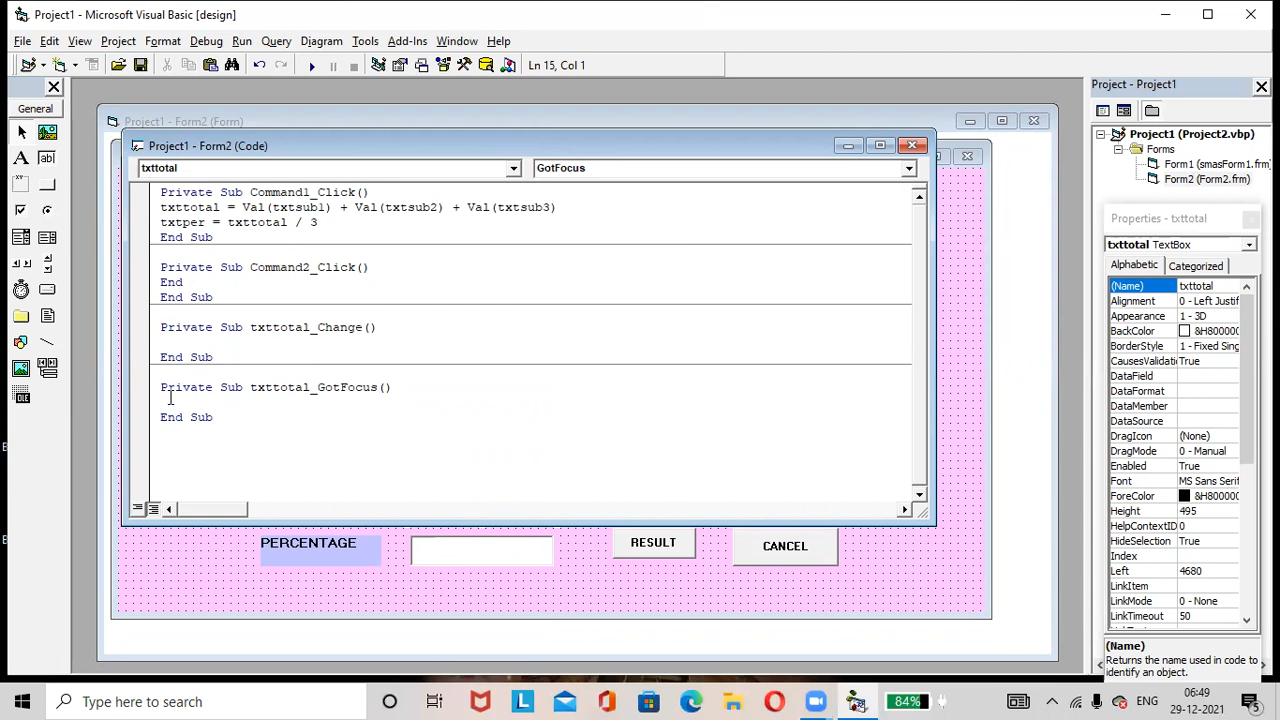 Project1 - Microsoft Visual Basic [design]
File Edit View Project Format Debug Run Query Diagram Tools Add-Ins Window Help
Ln 15, Col 1
General
Project1 - Form2 (Form)
Project1 - Form2 (Code)
txttotal GotFocus
Private Sub Command1_Click()
txttotal = Val(txtsub1) + Val(txtsub2) + Val(txtsub3)
txtper = txttotal / 3
End Sub
Private Sub Command2_Click()
End
End Sub
Private Sub txttotal_Change()
End Sub
Private Sub txttotal_GotFocus()
End Sub
PERCENTAGE RESULT CANCEL
Project - Project1
Project1 (Project2.vbp)
Forms
Form1 (smasForm1.frm
Form2 (Form2.frm)
Properties - txttotal
txttotal TextBox
Alphabetic Categorized
(Name) txttotal
Alignment 0 - Left Justif
Appearance 1 - 3D
BackColor &H800000
BorderStyle 1 - Fixed Sing
CausesValidati True
DataField
DataFormat
DataMember
DataSource
DragIcon (None)
DragMode 0 - Manual
Enabled True
Font MS Sans Serif
ForeColor &H800000
Height 495
HelpContextID 0
HideSelection True
Index
Left 4680
LinkItem
LinkMode 0 - None
LinkTimeout 50
(Name)
Returns the name used in code to
identify an object.
Type here to search
84%
06:49
29-12-2021
5